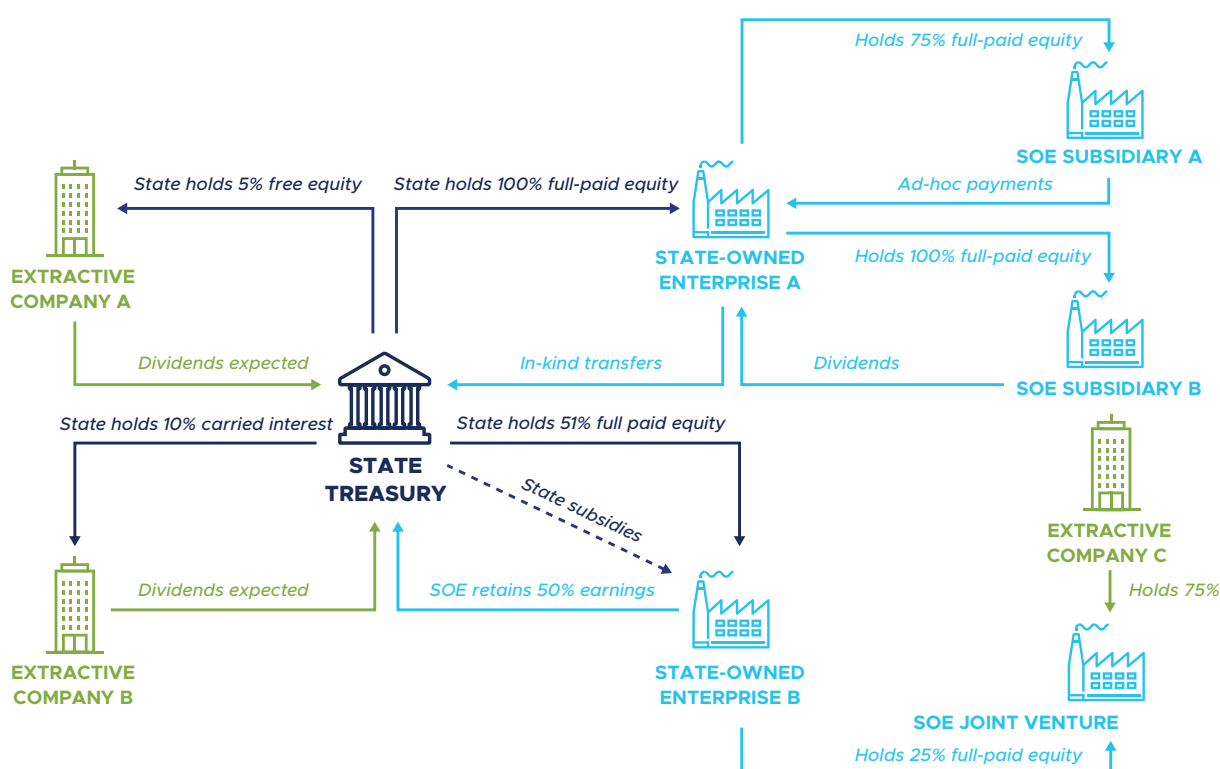 Holds 75% full-paid equity
SOE SUBSIDIARY A
State holds 5% free equity
State holds 100% full-paid equity
Ad-hoc payments
EXTRACTIVE
COMPANY A
STATE-OWNED
ENTERPRISE A
Holds 100% full-paid equity
Dividends expected
In-kind transfers
Dividends
SOE SUBSIDIARY B
State holds 10% carried interest
State holds 51% full paid equity
STATE
TREASURY
State subsidies
EXTRACTIVE
COMPANY C
Dividends expected
SOE retains 50% earnings
Holds 75%
EXTRACTIVE
COMPANY B
STATE-OWNED
ENTERPRISE B
SOE JOINT VENTURE
Holds 25% full-paid equity